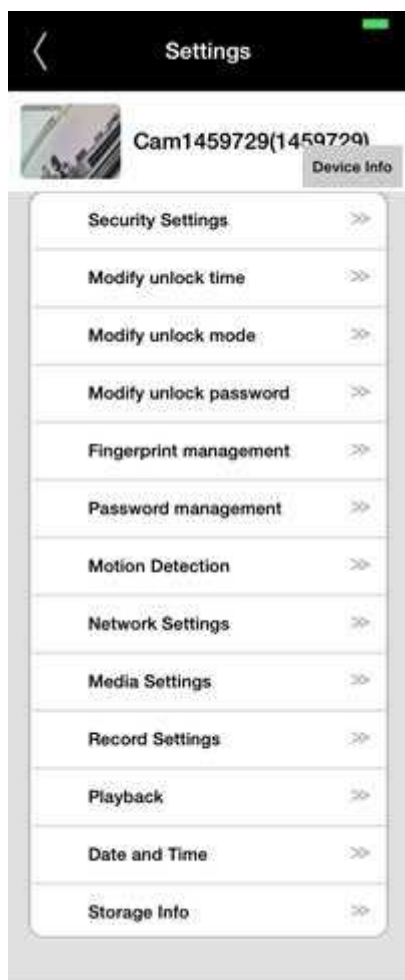 Settings
Cam1459729(1459729)
Device Info
Security Settings
Modify unlock time
Modify unlock mode
Modify unlock password
Fingerprint management
Password management
Motion Detection
Network Settings
Media Settings
Record Settings
Playback
Date and Time
Storage Info